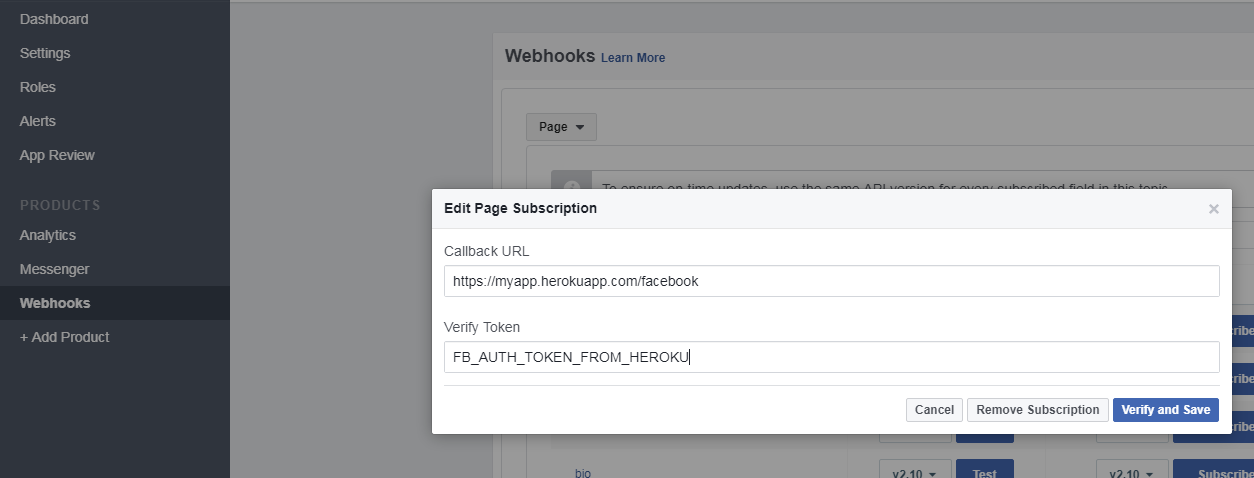 Dashboard
Settings
Roles
Alerts
App Review
PRODUCTS
Analytics
Messenger
Webhooks
+ Add Product
Webhooks Learn More
Page
To ensure on-time updates, use the same API version for every subscribed field in this topic
Edit Page Subscription
×
Callback URL
https://myapp.herokuapp.com/facebook
Verify Token
FB_AUTH_TOKEN_FROM_HEROKU
Cancel Remove Subscription Verify and Save
bio v2.10 Test v2.10 Subscribe